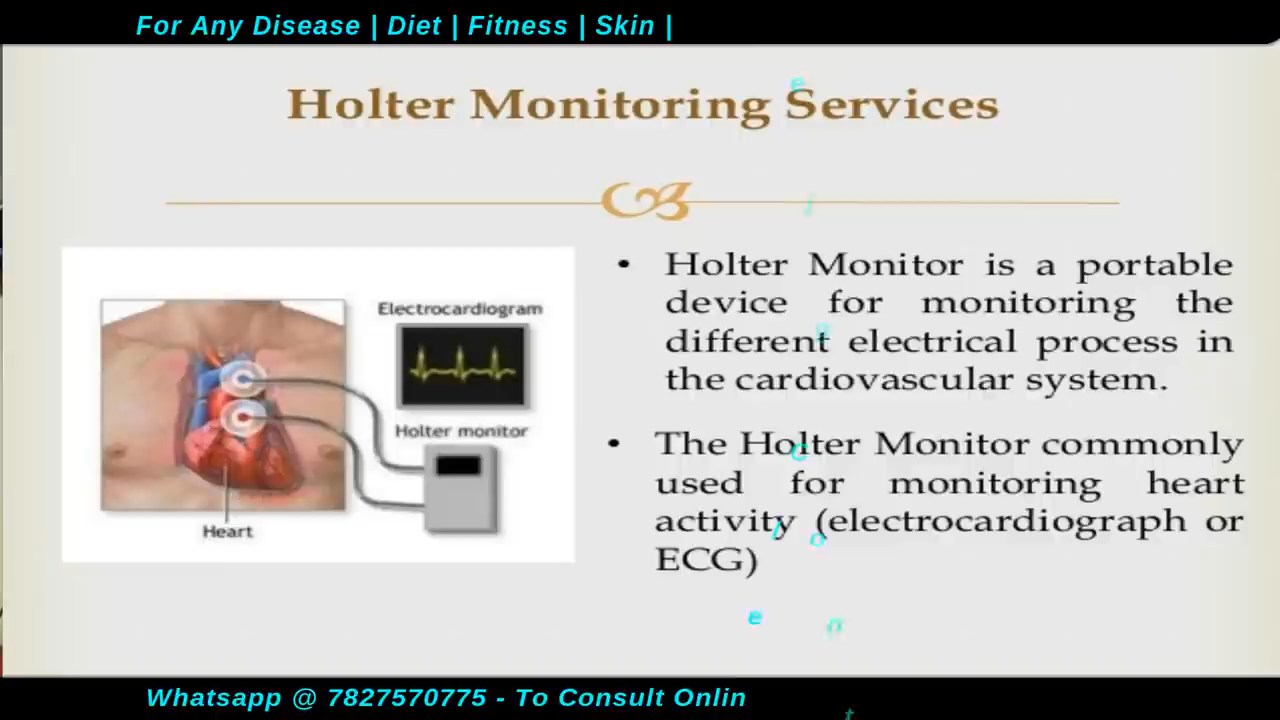 For Any Disease | Diet | Fitness | Skin |
Holter Monitoring Services
Electrocardiogram
Holter monitor
Heart
• Holter Monitor is a portable
device for monitoring the
different electrical process in
the cardiovascular system.
• The Holter Monitor commonly
used for monitoring heart
activity (electrocardiograph or
ECG)
Whatsapp @ 7827570775 - To Consult Onlin